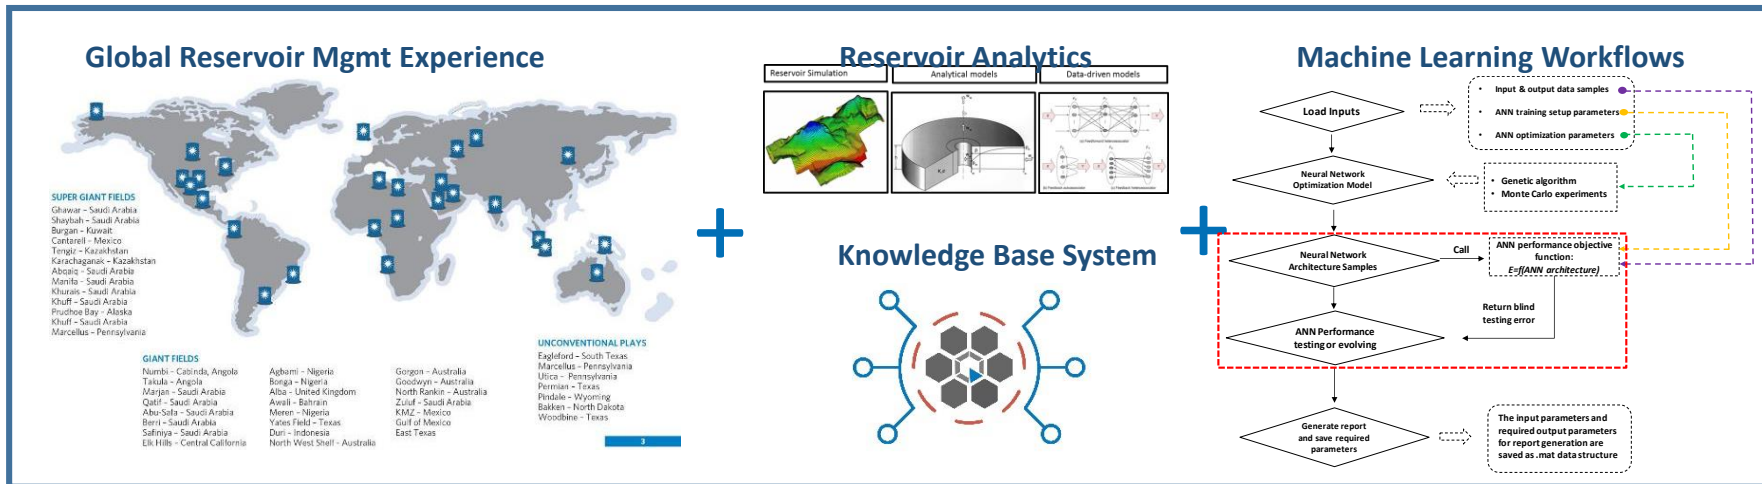 Global Reservoir Mgmt Experience
SUPER GIANT FIELDS
Ghawar – Saudi Arabia
Shaybah – Saudi Arabia
Burgan – Kuwait
Cantarell – Mexico
Tengiz – Kazakhstan
Karachaganak – Kazakhstan
Abqaiq – Saudi Arabia
Manifa – Saudi Arabia
Khurais – Saudi Arabia
Khuff – Saudi Arabia
Prudhoe Bay – Alaska
Khuff – Saudi Arabia
Marcellus – Pennsylvania
GIANT FIELDS
Numbi – Cabinda, Angola
Takula – Angola
Marjan – Saudi Arabia
Qatif – Saudi Arabia
Abu-Safa – Saudi Arabia
Berri – Saudi Arabia
Safiniya – Saudi Arabia
Elk Hills – Central California
Agbami – Nigeria
Bonga – Nigeria
Alba – United Kingdom
Awali – Bahrain
Meren – Nigeria
Yates Field – Texas
Duri – Indonesia
North West Shelf – Australia
Gorgon – Australia
Goodwyn – Australia
North Rankin – Australia
Zuluf – Saudi Arabia
KMZ – Mexico
Gulf of Mexico
East Texas
UNCONVENTIONAL PLAYS
Eagleford – South Texas
Marcellus – Pennsylvania
Utica – Pennsylvania
Permian – Texas
Pindale – Wyoming
Bakken – North Dakota
Woodbine – Texas
3
+
Reservoir Analytics
Reservoir Simulation
Analytical models
Data-driven models
Knowledge Base System
+
Machine Learning Workflows
Load Inputs
• Input & output data samples
• ANN training setup parameters
• ANN optimization parameters
Neural Network
Optimization Model
• Genetic algorithm
• Monte Carlo experiments
Neural Network
Architecture Samples
Call
ANN performance objective
function:
E=f(ANN architecture)
Return blind
testing error
ANN Performance
testing or evolving
Generate report
and save required
parameters
The input parameters and
required output parameters
for report generation are
saved as .mat data structure